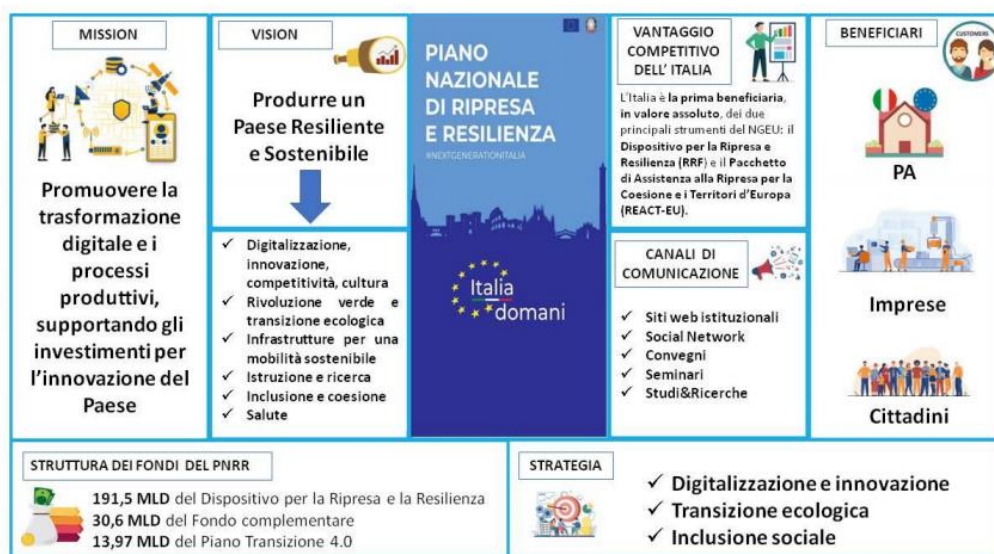 MISSION
Promuovere la
trasformazione
digitale e i
processi
produttivi,
supportando gli
investimenti per
l'innovazione del
Paese
VISION
Produrre un
Paese Resiliente
e Sostenibile
✓ Digitalizzazione,
innovazione,
competitività, cultura
✓ Rivoluzione verde e
transizione ecologica
✓ Infrastrutture per una
mobilità sostenibile
✓ Istruzione e ricerca
✓ Inclusione e coesione
✓ Salute
PIANO
NAZIONALE
DI RIPRESA
E RESILIENZA
#NEXTGENERATIONITALIA
Italia
domani
VANTAGGIO
COMPETITIVO
DELL' ITALIA
L'Italia è la prima beneficiaria,
in valore assoluto, dei due
principali strumenti del NGEU: il
Dispositivo per la Ripresa e
Resilienza (RRF) e il Pacchetto
di Assistenza alla Ripresa per la
Coesione e i Territori d'Europa
(REACT-EU).
CANALI DI
COMUNICAZIONE
✓ Siti web istituzionali
✓ Social Network
✓ Convegni
✓ Seminari
✓ Studi&Ricerche
BENEFICIARI
CUSTOMERS
PA
Imprese
Cittadini
STRUTTURA DEI FONDI DEL PNRR
191,5 MLD del Dispositivo per la Ripresa e la Resilienza
30,6 MLD del Fondo complementare
13,97 MLD del Piano Transizione 4.0
STRATEGIA
✓ Digitalizzazione e innovazione
✓ Transizione ecologica
✓ Inclusione sociale